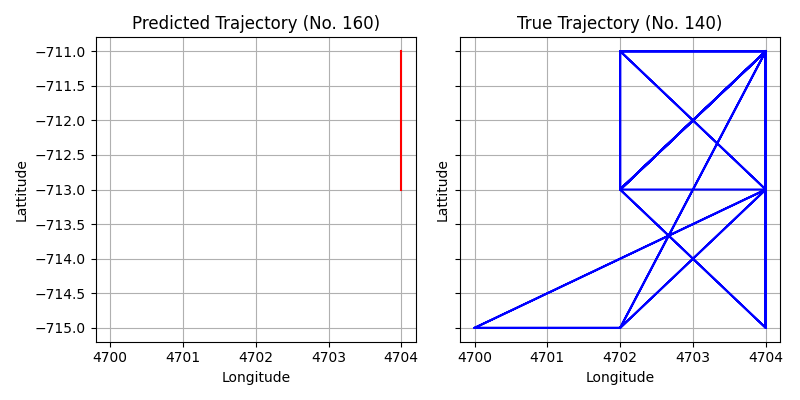 Predicted Trajectory (No. 160)
True Trajectory (No. 140)
−711.0
−711.5
−712.0
−712.5
−713.0
−713.5
−714.0
−714.5
−715.0
Lattitude
Lattitude
4700 4701 4702 4703 4704
4700 4701 4702 4703 4704
Longitude
Longitude